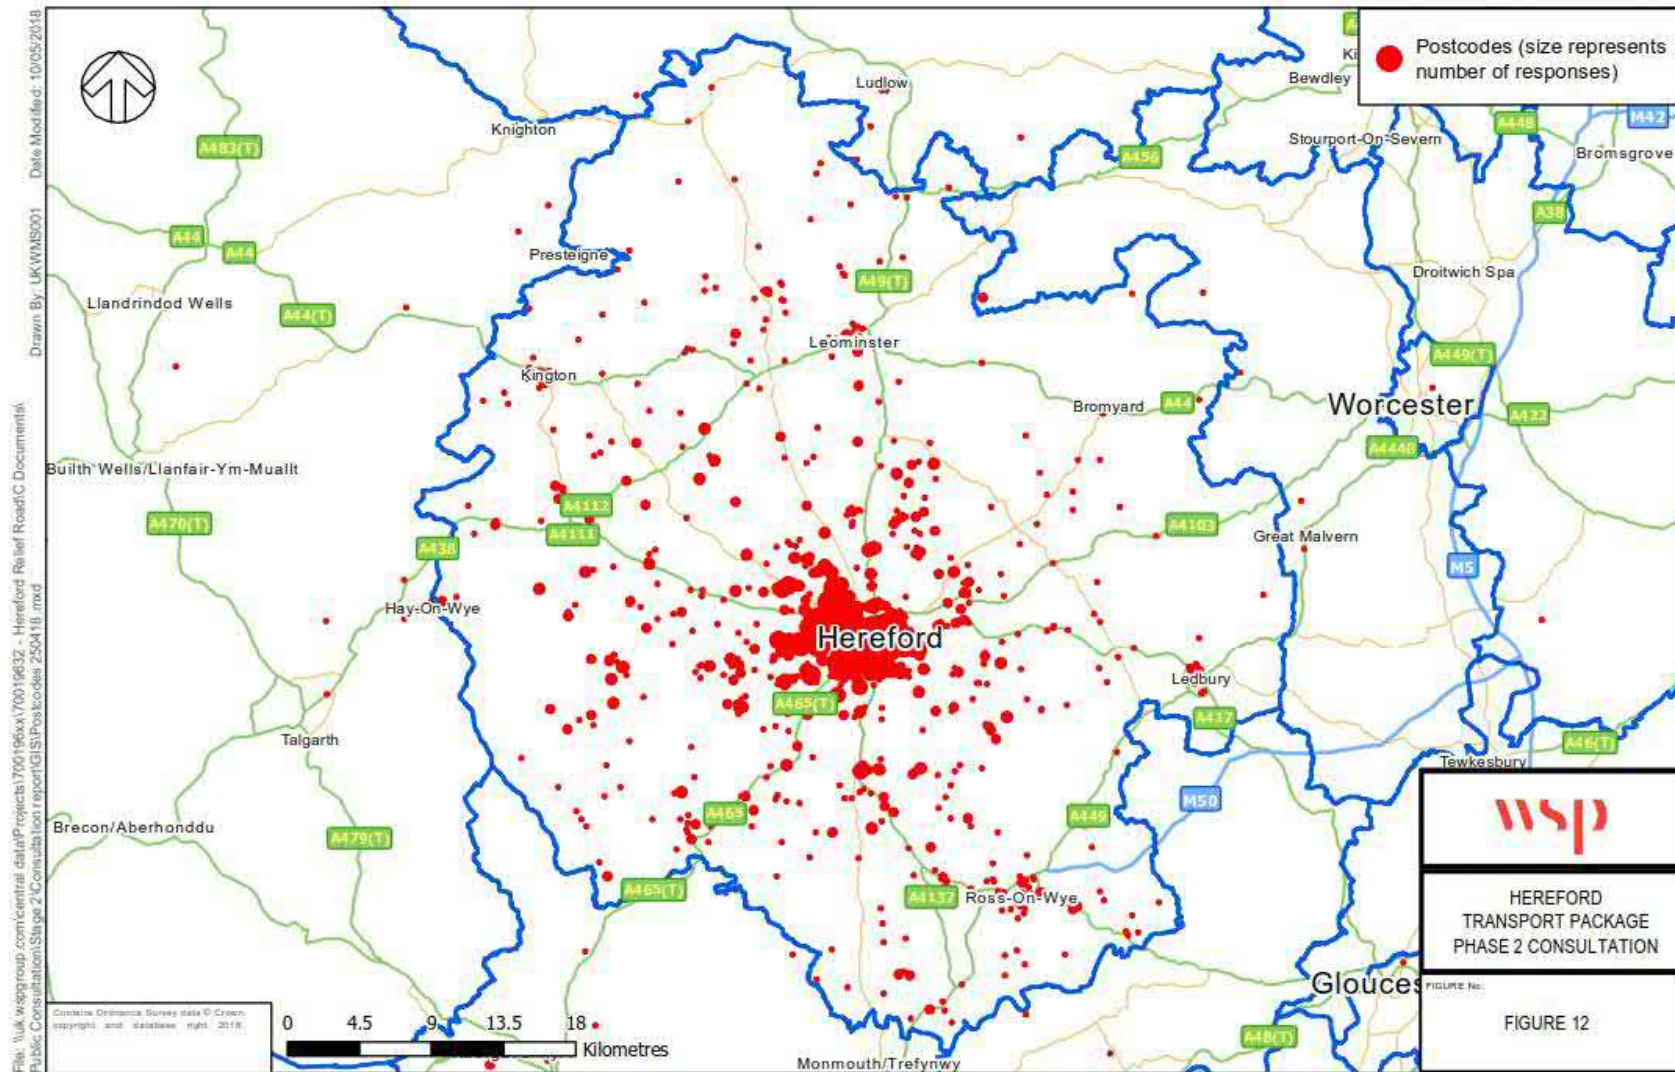 File: \\uk.wspgroup.com\central data\Projects\700196xx\70019632 - Hereford Relief Road\C Documents\
Public Consultation\Stage 2\Consultation report\GIS\Postcodes 250418.mxd
Drawn By: UKWMS001
Date Modified: 10/05/2018
Postcodes (size represents
number of responses)
Ludlow
Bewdley
Knighton
A448
M42
A483(T)
Stourport-On-Severn
A456
Bromsgrove
A44
A44
A38
Presteigne
Droitwich Spa
A49(T)
Llandrindod Wells
A44(T)
Leominster
A449(T)
Kington
Bromyard
A44
Worcester
A422
A4440
Builth Wells/Llanfair-Ym-Muallt
A4112
A470(T)
A4111
A4103
A438
Great Malvern
M5
Hay-On-Wye
Hereford
Ledbury
A465(T)
A417
Talgarth
A46(T)
Tewkesbury
M50
A465
A449
Brecon/Aberhonddu
A479(T)
wsp
A465(T)
A4137
Ross-On-Wye
HEREFORD
TRANSPORT PACKAGE
PHASE 2 CONSULTATION
Glouces
FIGURE No:
FIGURE 12
Contains Ordnance Survey data © Crown
copyright and database right 2018.
0 4.5 9 13.5 18
Kilometres
A48(T)
Monmouth/Trefynwy